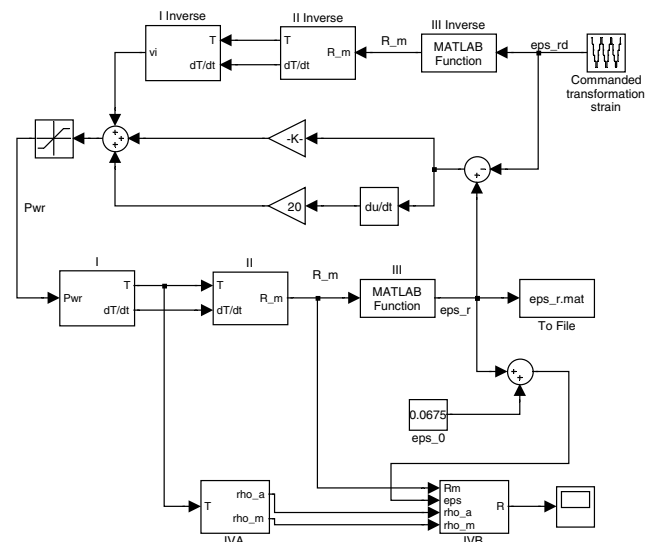 I Inverse
II Inverse
III Inverse
T
vi
dT/dt
T
R_m
dT/dt
R_m
MATLAB
Function
eps_rd
Commanded
transformation
strain
+
+
+
-K-
−
+
Pwr
20
du/dt
I
II
R_m
III
Pwr
T
dT/dt
T
R_m
dT/dt
MATLAB
Function
eps_r
eps_r.mat
To File
+
+
0.0675
eps_0
T
rho_a
rho_m
IVA
Rm
eps
rho_a
rho_m
R
IVB